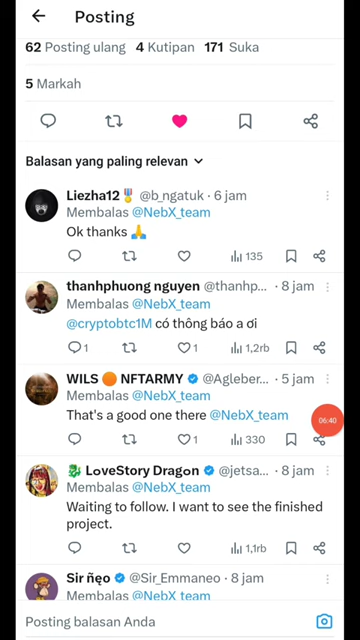 Posting
62 Posting ulang 4 Kutipan 171 Suka
5 Markah
Balasan yang paling relevan
Liezha12🎖 @b_ngatuk · 6 jam
Membalas @NebX_team
Ok thanks 🙏
135
thanhphuong nguyen @thanhp... · 8 jam
Membalas @NebX_team
@cryptobtc1M có thông báo a ơi
1 1 1,2rb
WILS 🟠 NFTARMY @Agleber... · 5 jam
Membalas @NebX_team
That's a good one there @NebX_team
1 330
06:40
🐉 LoveStory Dragon @jetsa... · 8 jam
Membalas @NebX_team
Waiting to follow. I want to see the finished
project.
1,1rb
Sir ñęo @Sir_Emmaneo · 8 jam
Membalas @NebX_team
Posting balasan Anda